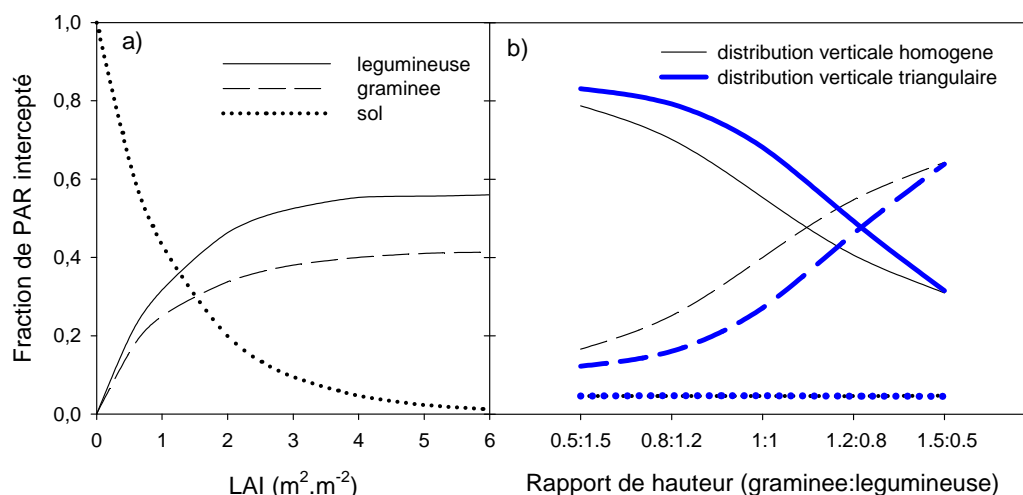 Fraction de PAR intercepté
1,0
0,8
0,6
0,4
0,2
0,0
a)
legumineuse
graminee
sol
0
1
2
3
4
5
6
LAI (m².m⁻²)
b)
distribution verticale homogene
distribution verticale triangulaire
0.5:1.5
0.8:1.2
1:1
1.2:0.8
1.5:0.5
Rapport de hauteur (graminee:legumineuse)